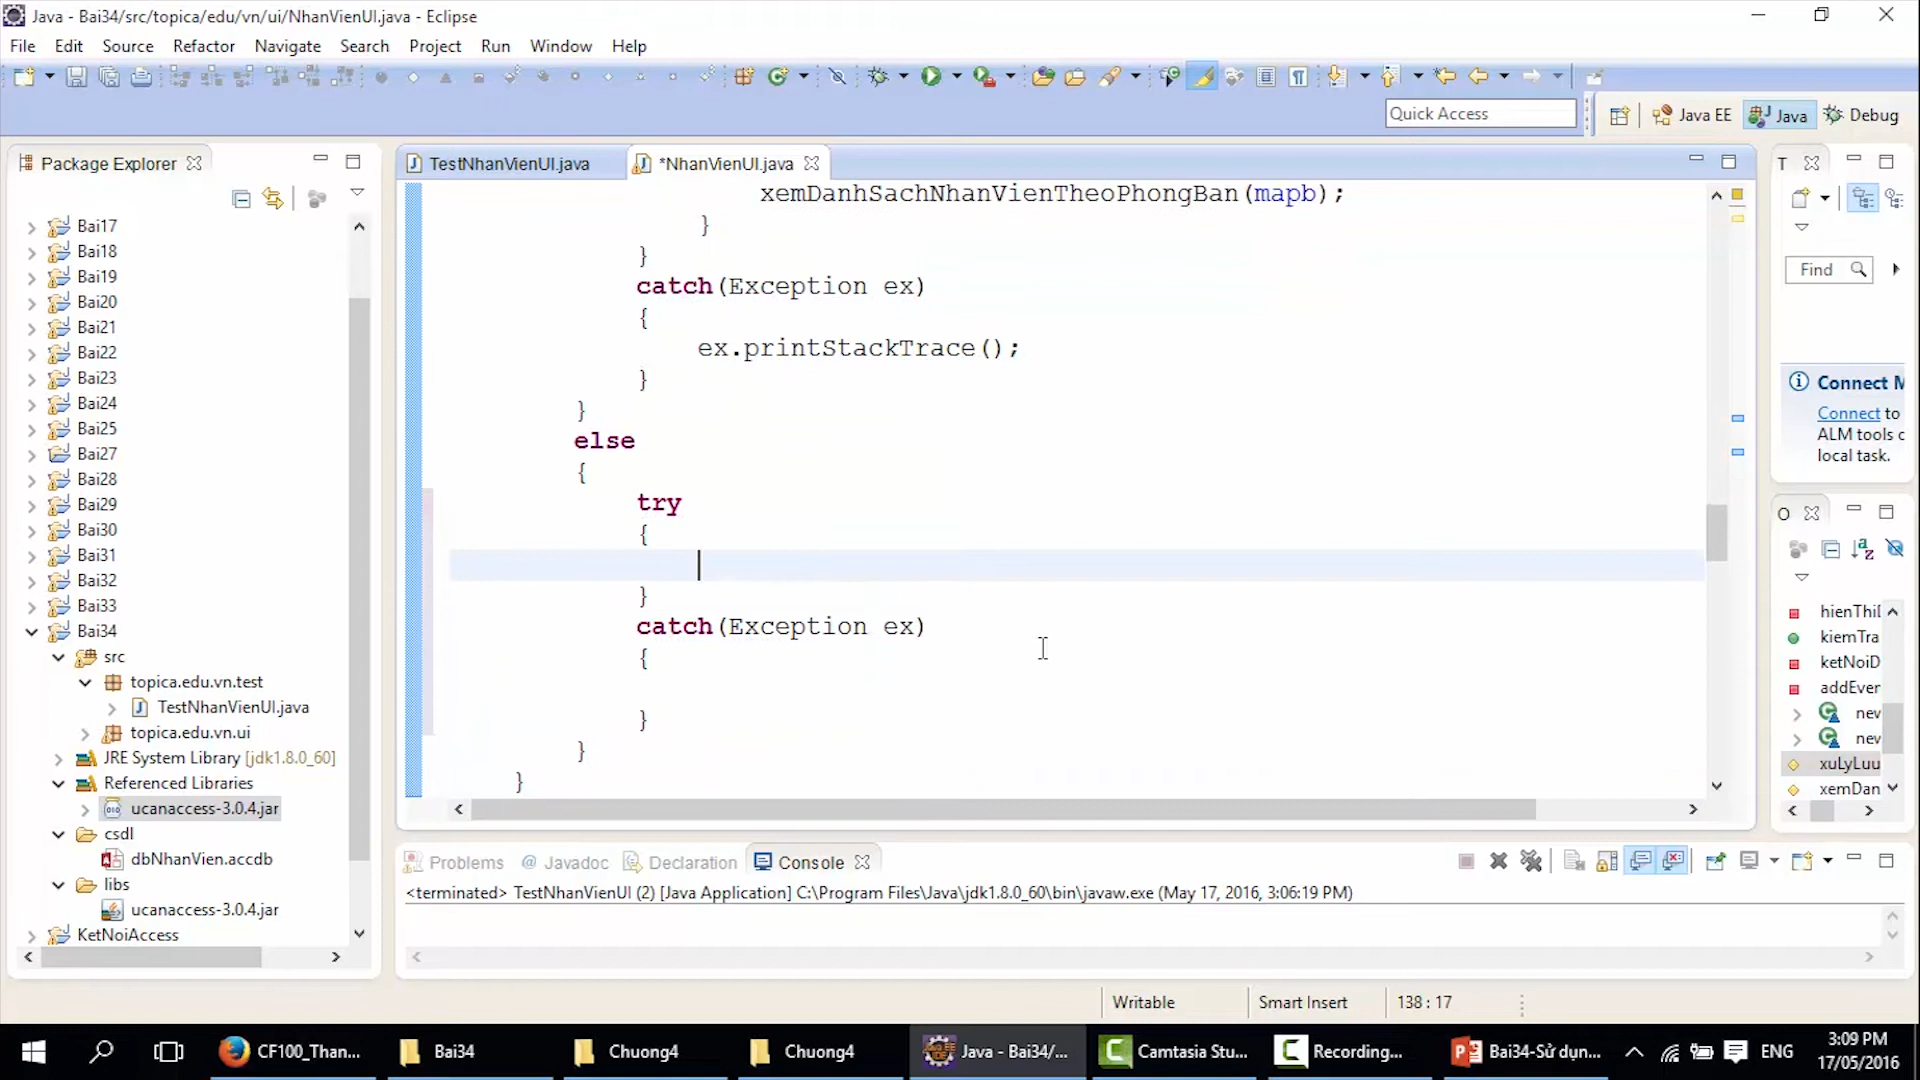 Java - Bai34/src/topica/edu/vn/ui/NhanVienUI.java - Eclipse
File Edit Source Refactor Navigate Search Project Run Window Help
Quick Access
Java EE
Java
Debug
Package Explorer
TestNhanVienUI.java
*NhanVienUI.java
T
Bai17
Bai18
Bai19
Bai20
Bai21
Bai22
Bai23
Bai24
Bai25
Bai27
Bai28
Bai29
Bai30
Bai31
Bai32
Bai33
Bai34
src
topica.edu.vn.test
TestNhanVienUI.java
topica.edu.vn.ui
JRE System Library [jdk1.8.0_60]
Referenced Libraries
ucanaccess-3.0.4.jar
csdl
dbNhanVien.accdb
libs
ucanaccess-3.0.4.jar
KetNoiAccess
xemDanhSachNhanVienTheoPhongBan(mapb);
}
}
catch(Exception ex)
{
ex.printStackTrace();
}
}
else
{
try
{
}
catch(Exception ex)
{
}
}
}
Find
Connect M
Connect to
ALM tools c
local task.
O
hienThiD
kiemTra
ketNoiD
addEver
nev
nev
xuLyLuu
xemDan
Problems
@ Javadoc
Declaration
Console
<terminated> TestNhanVienUI (2) [Java Application] C:\Program Files\Java\jdk1.8.0_60\bin\javaw.exe (May 17, 2016, 3:06:19 PM)
Writable
Smart Insert
138 : 17
CF100_Than...
Bai34
Chuong4
Chuong4
Java - Bai34/...
Camtasia Stu...
Recording...
Bai34-Sử dụn...
ENG
3:09 PM
17/05/2016